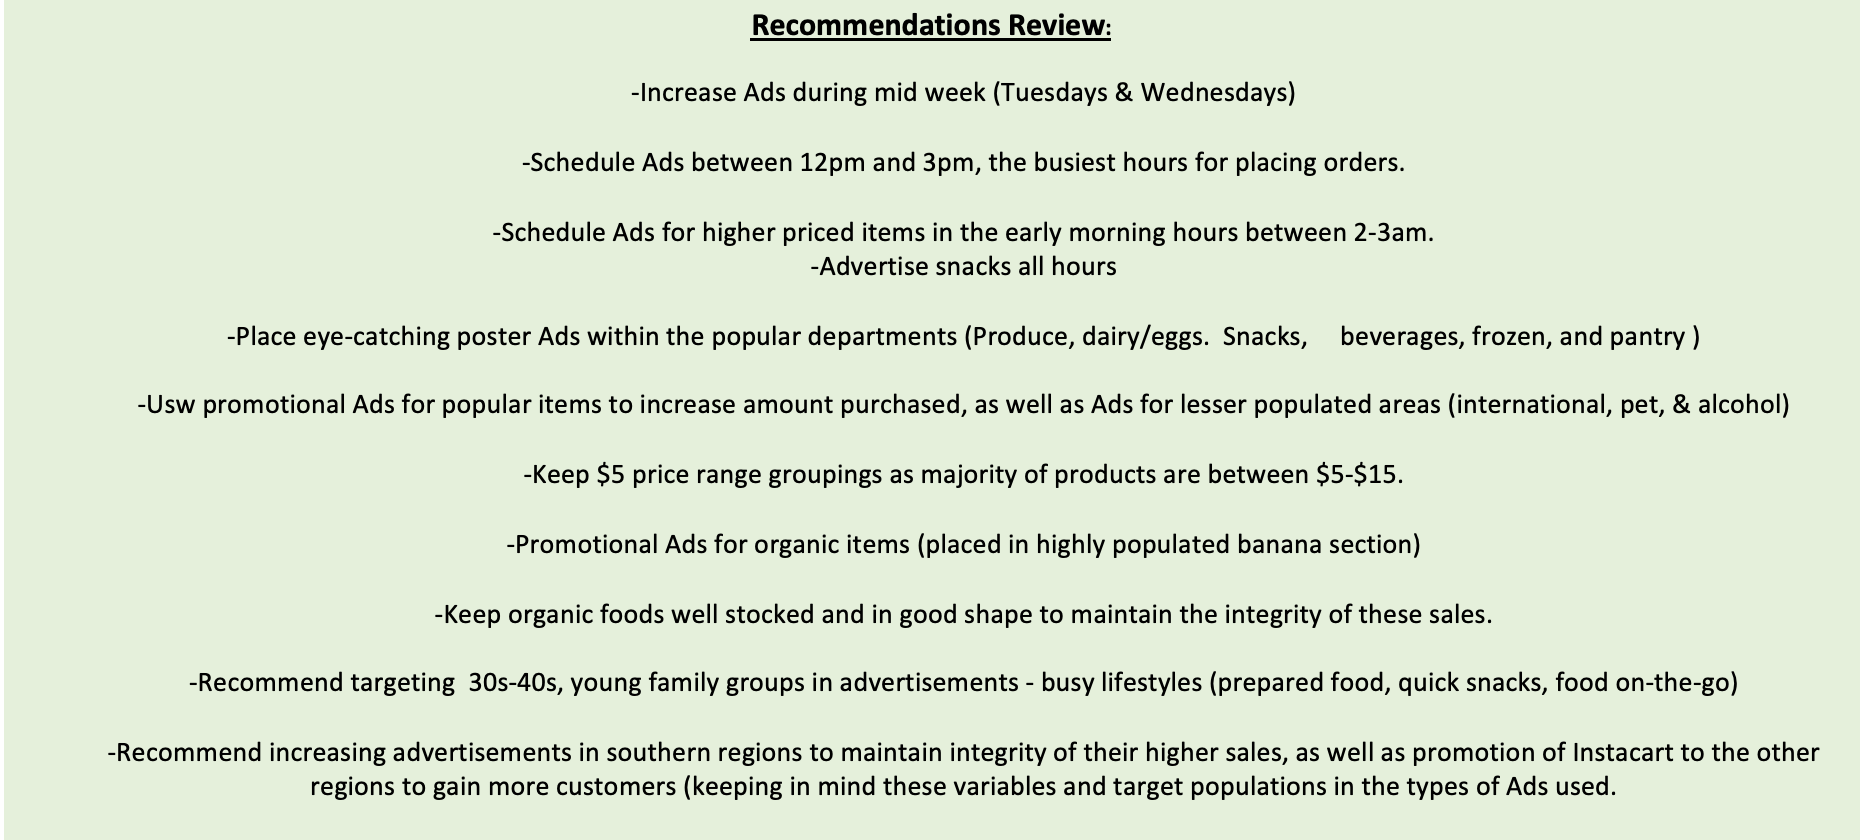 Recommendations Review:
-Increase Ads during mid week (Tuesdays & Wednesdays)
-Schedule Ads between 12pm and 3pm, the busiest hours for placing orders.
-Schedule Ads for higher priced items in the early morning hours between 2-3am.
-Advertise snacks all hours
-Place eye-catching poster Ads within the popular departments (Produce, dairy/eggs.  Snacks,    beverages, frozen, and pantry )
-Usw promotional Ads for popular items to increase amount purchased, as well as Ads for lesser populated areas (international, pet, & alcohol)
-Keep $5 price range groupings as majority of products are between $5-$15.
-Promotional Ads for organic items (placed in highly populated banana section)
-Keep organic foods well stocked and in good shape to maintain the integrity of these sales.
-Recommend targeting  30s-40s, young family groups in advertisements - busy lifestyles (prepared food, quick snacks, food on-the-go)
-Recommend increasing advertisements in southern regions to maintain integrity of their higher sales, as well as promotion of Instacart to the other
regions to gain more customers (keeping in mind these variables and target populations in the types of Ads used.